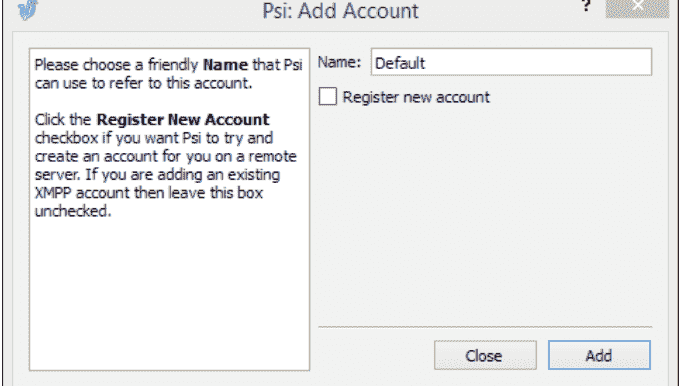 Psi: Add Account
?
Please choose a friendly Name that Psi
can use to refer to this account.
Click the Register New Account
checkbox if you want Psi to try and
create an account for you on a remote
server. If you are adding an existing
XMPP account then leave this box
unchecked.
Name: Default
Register new account
Close Add